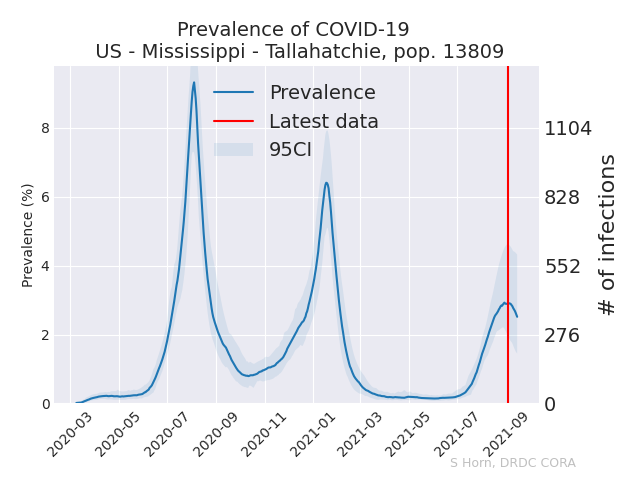 Prevalence of COVID-19
US - Mississippi - Tallahatchie, pop. 13809
Prevalence
Latest data
95CI
Prevalence (%)
8
6
4
2
0
1104
828
552
276
0
# of infections
2020-03
2020-05
2020-07
2020-09
2020-11
2021-01
2021-03
2021-05
2021-07
2021-09
S Horn, DRDC CORA